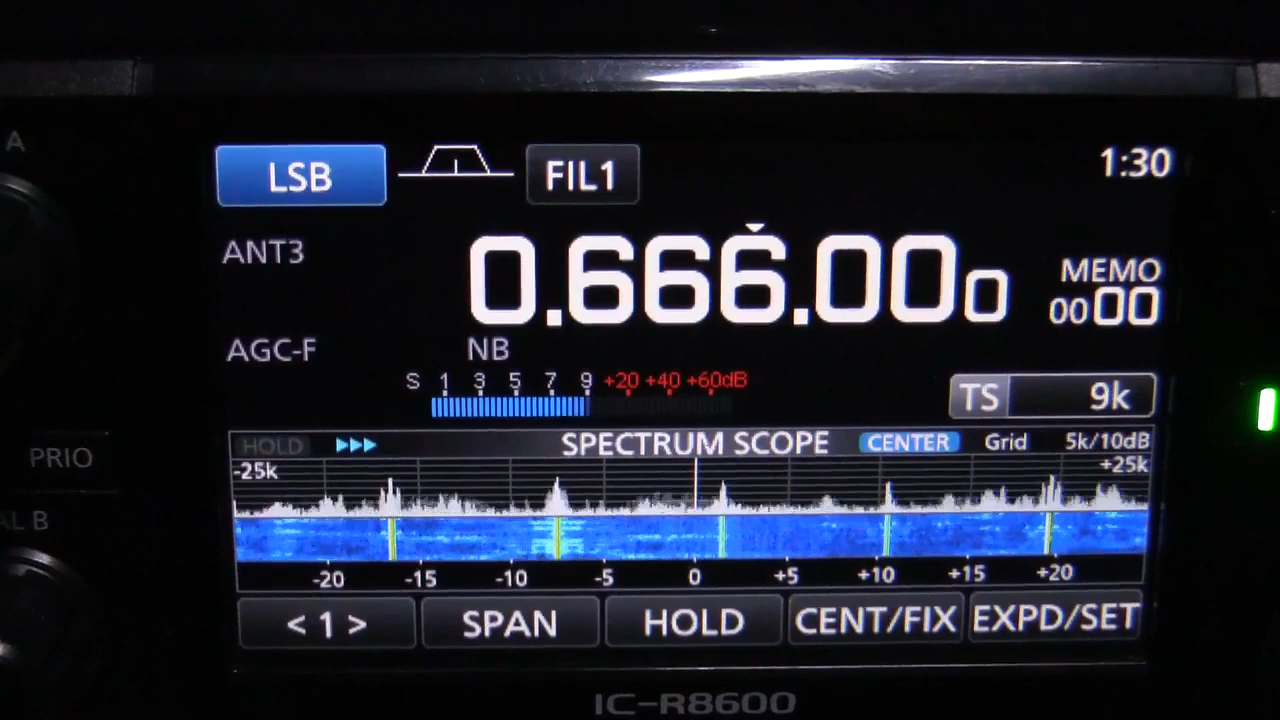 A
LSB FIL1 1:30
ANT3 0.666.000 MEMO
0000
AGC-F NB
S 1 3 5 7 9 +20 +40 +60dB
TS 9k
HOLD SPECTRUM SCOPE CENTER Grid 5k/10dB
-25k +25k
PRIO
AL B
-20 -15 -10 -5 0 +5 +10 +15 +20
< 1 > SPAN HOLD CENT/FIX EXPD/SET
IC-R8600